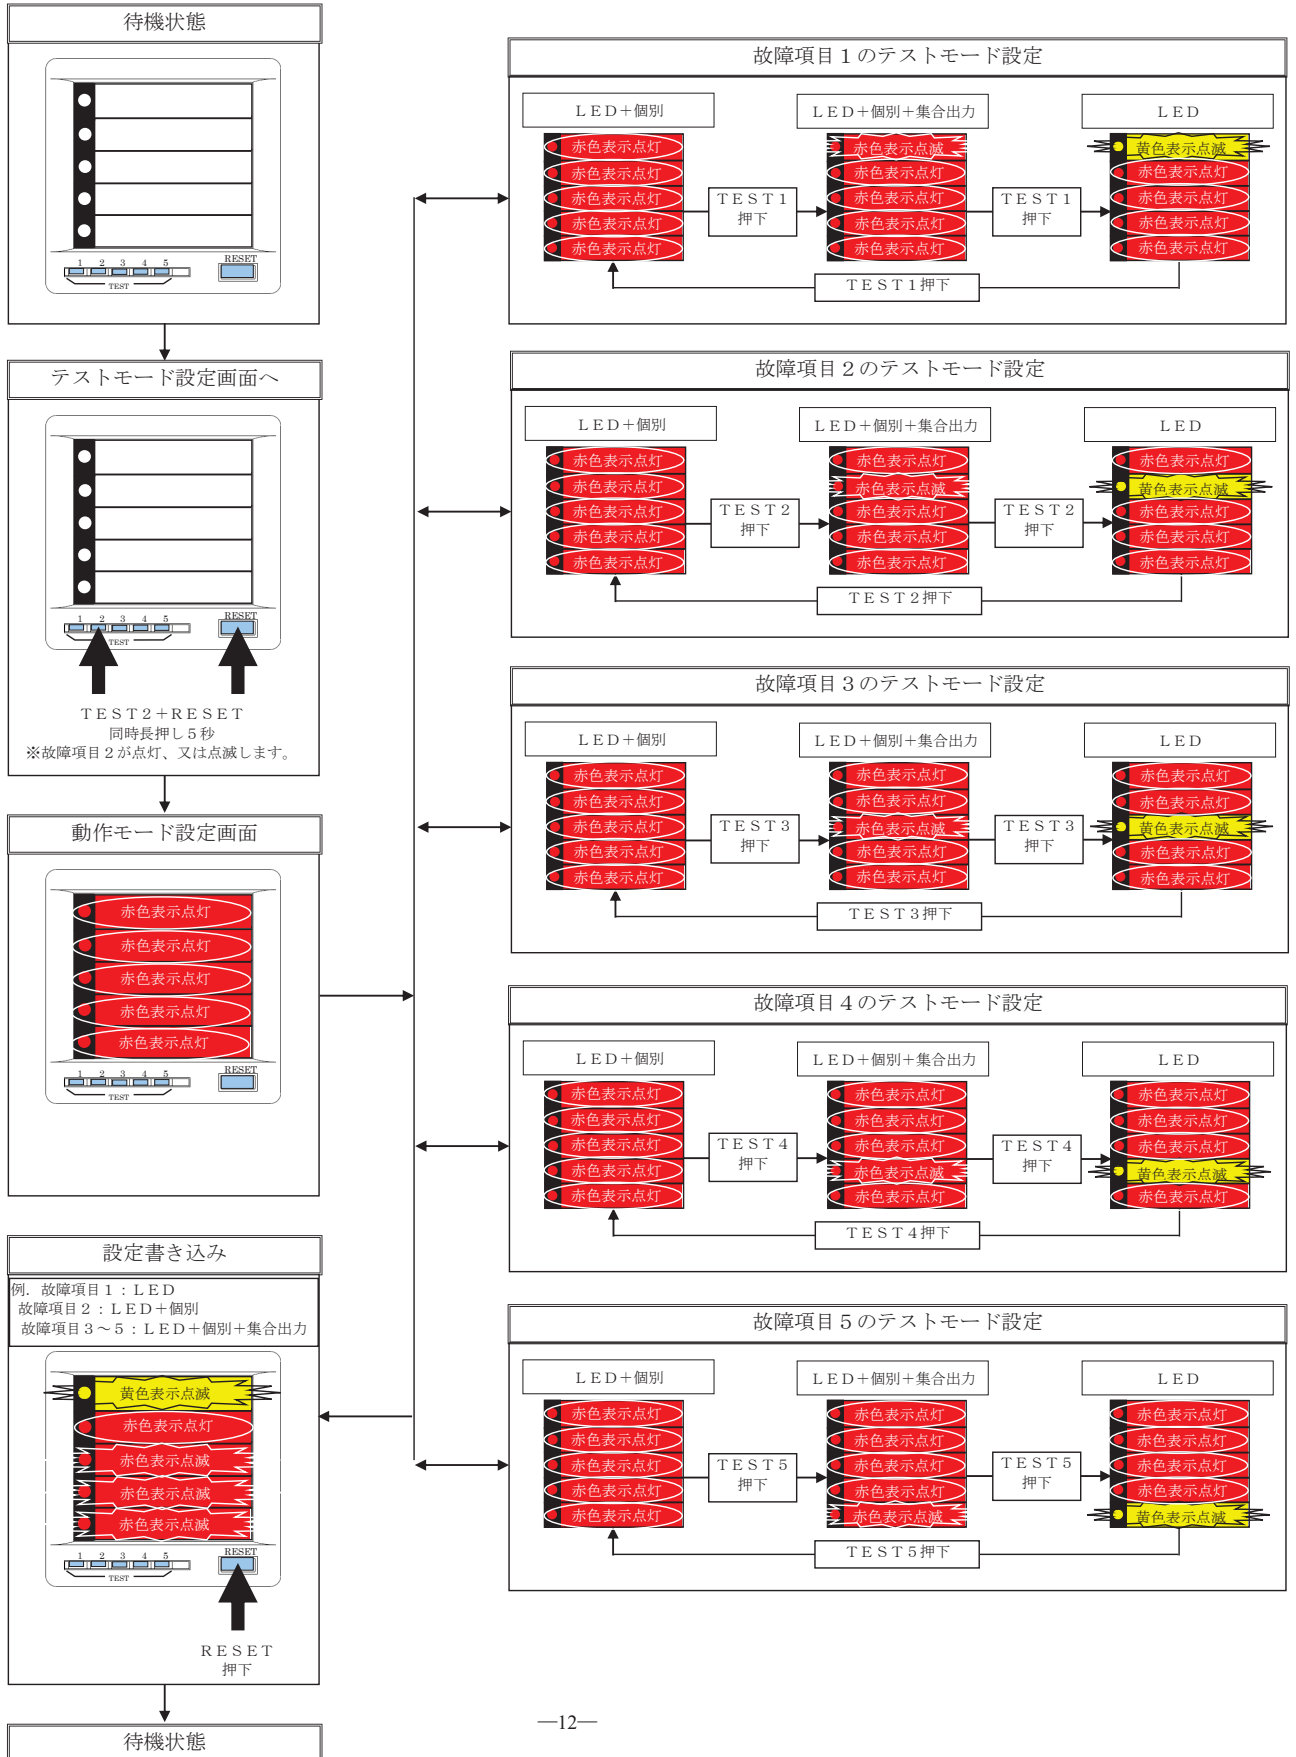 待機状態
1 2 3 4 5
RESET
TEST
テストモード設定画面へ
1 2 3 4 5
RESET
TEST
TEST2+RESET
同時長押し5秒
※故障項目2が点灯、又は点滅します。
動作モード設定画面
赤色表示点灯
赤色表示点灯
赤色表示点灯
赤色表示点灯
赤色表示点灯
1 2 3 4 5
RESET
TEST
設定書き込み
例. 故障項目1:LED
故障項目2:LED+個別
故障項目3~5:LED+個別+集合出力
黄色表示点滅
赤色表示点灯
赤色表示点滅
赤色表示点滅
赤色表示点滅
1 2 3 4 5
RESET
TEST
RESET
押下
待機状態
故障項目1のテストモード設定
LED+個別
赤色表示点灯
赤色表示点灯
赤色表示点灯
赤色表示点灯
赤色表示点灯
TEST1
押下
LED+個別+集合出力
赤色表示点滅
赤色表示点灯
赤色表示点灯
赤色表示点灯
赤色表示点灯
TEST1
押下
LED
黄色表示点滅
赤色表示点灯
赤色表示点灯
赤色表示点灯
赤色表示点灯
TEST1押下
故障項目2のテストモード設定
LED+個別
赤色表示点灯
赤色表示点灯
赤色表示点灯
赤色表示点灯
赤色表示点灯
TEST2
押下
LED+個別+集合出力
赤色表示点灯
赤色表示点滅
赤色表示点灯
赤色表示点灯
赤色表示点灯
TEST2
押下
LED
赤色表示点灯
黄色表示点滅
赤色表示点灯
赤色表示点灯
赤色表示点灯
TEST2押下
故障項目3のテストモード設定
LED+個別
赤色表示点灯
赤色表示点灯
赤色表示点灯
赤色表示点灯
赤色表示点灯
TEST3
押下
LED+個別+集合出力
赤色表示点灯
赤色表示点灯
赤色表示点滅
赤色表示点灯
赤色表示点灯
TEST3
押下
LED
赤色表示点灯
赤色表示点灯
黄色表示点滅
赤色表示点灯
赤色表示点灯
TEST3押下
故障項目4のテストモード設定
LED+個別
赤色表示点灯
赤色表示点灯
赤色表示点灯
赤色表示点灯
赤色表示点灯
TEST4
押下
LED+個別+集合出力
赤色表示点灯
赤色表示点灯
赤色表示点灯
赤色表示点滅
赤色表示点灯
TEST4
押下
LED
赤色表示点灯
赤色表示点灯
赤色表示点灯
黄色表示点滅
赤色表示点灯
TEST4押下
故障項目5のテストモード設定
LED+個別
赤色表示点灯
赤色表示点灯
赤色表示点灯
赤色表示点灯
赤色表示点灯
TEST5
押下
LED+個別+集合出力
赤色表示点灯
赤色表示点灯
赤色表示点灯
赤色表示点灯
赤色表示点滅
TEST5
押下
LED
赤色表示点灯
赤色表示点灯
赤色表示点灯
赤色表示点灯
黄色表示点滅
TEST5押下
—12—